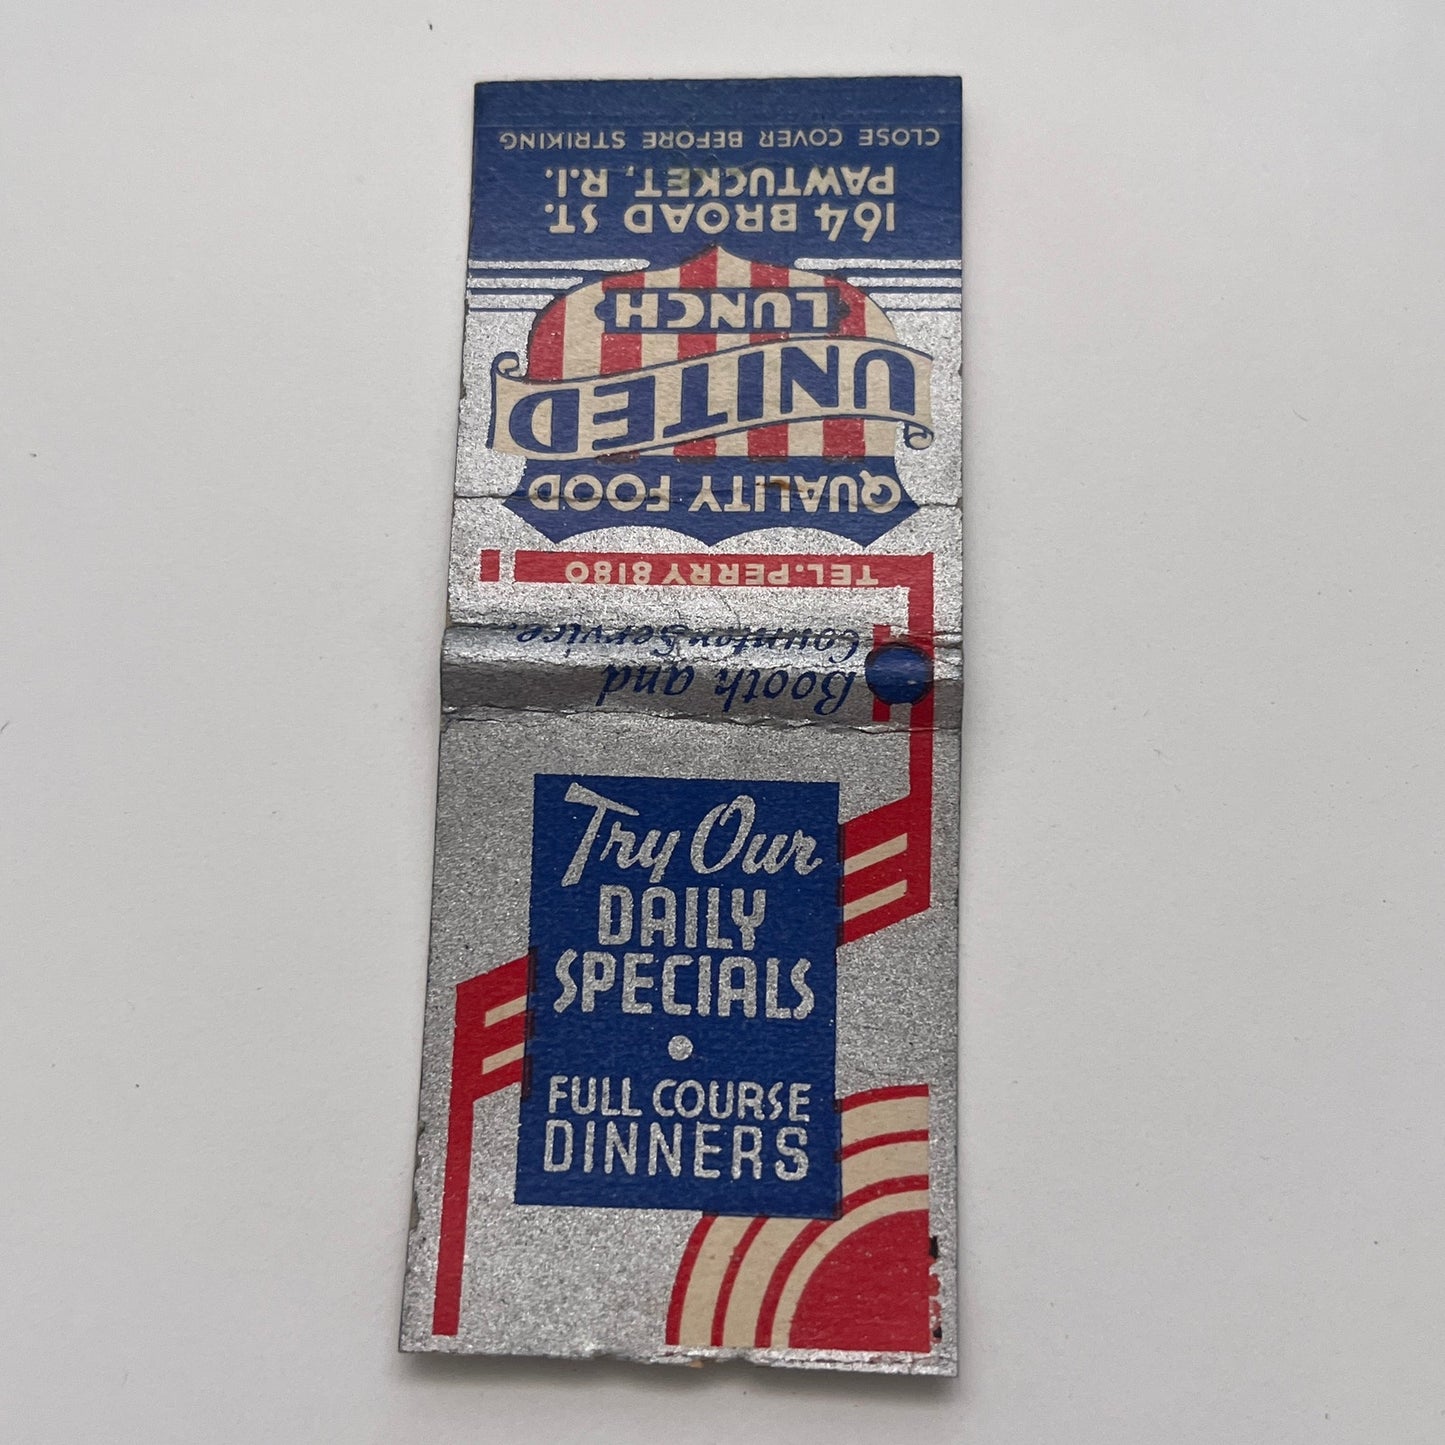 Booth and
Counter Service...
TEL. PERRY 8180
QUALITY FOOD
UNITED
LUNCH
164 BROAD ST.
PAWTUCKET, R.I.
CLOSE COVER BEFORE STRIKING
Try Our
DAILY
SPECIALS
•
FULL COURSE
DINNERS